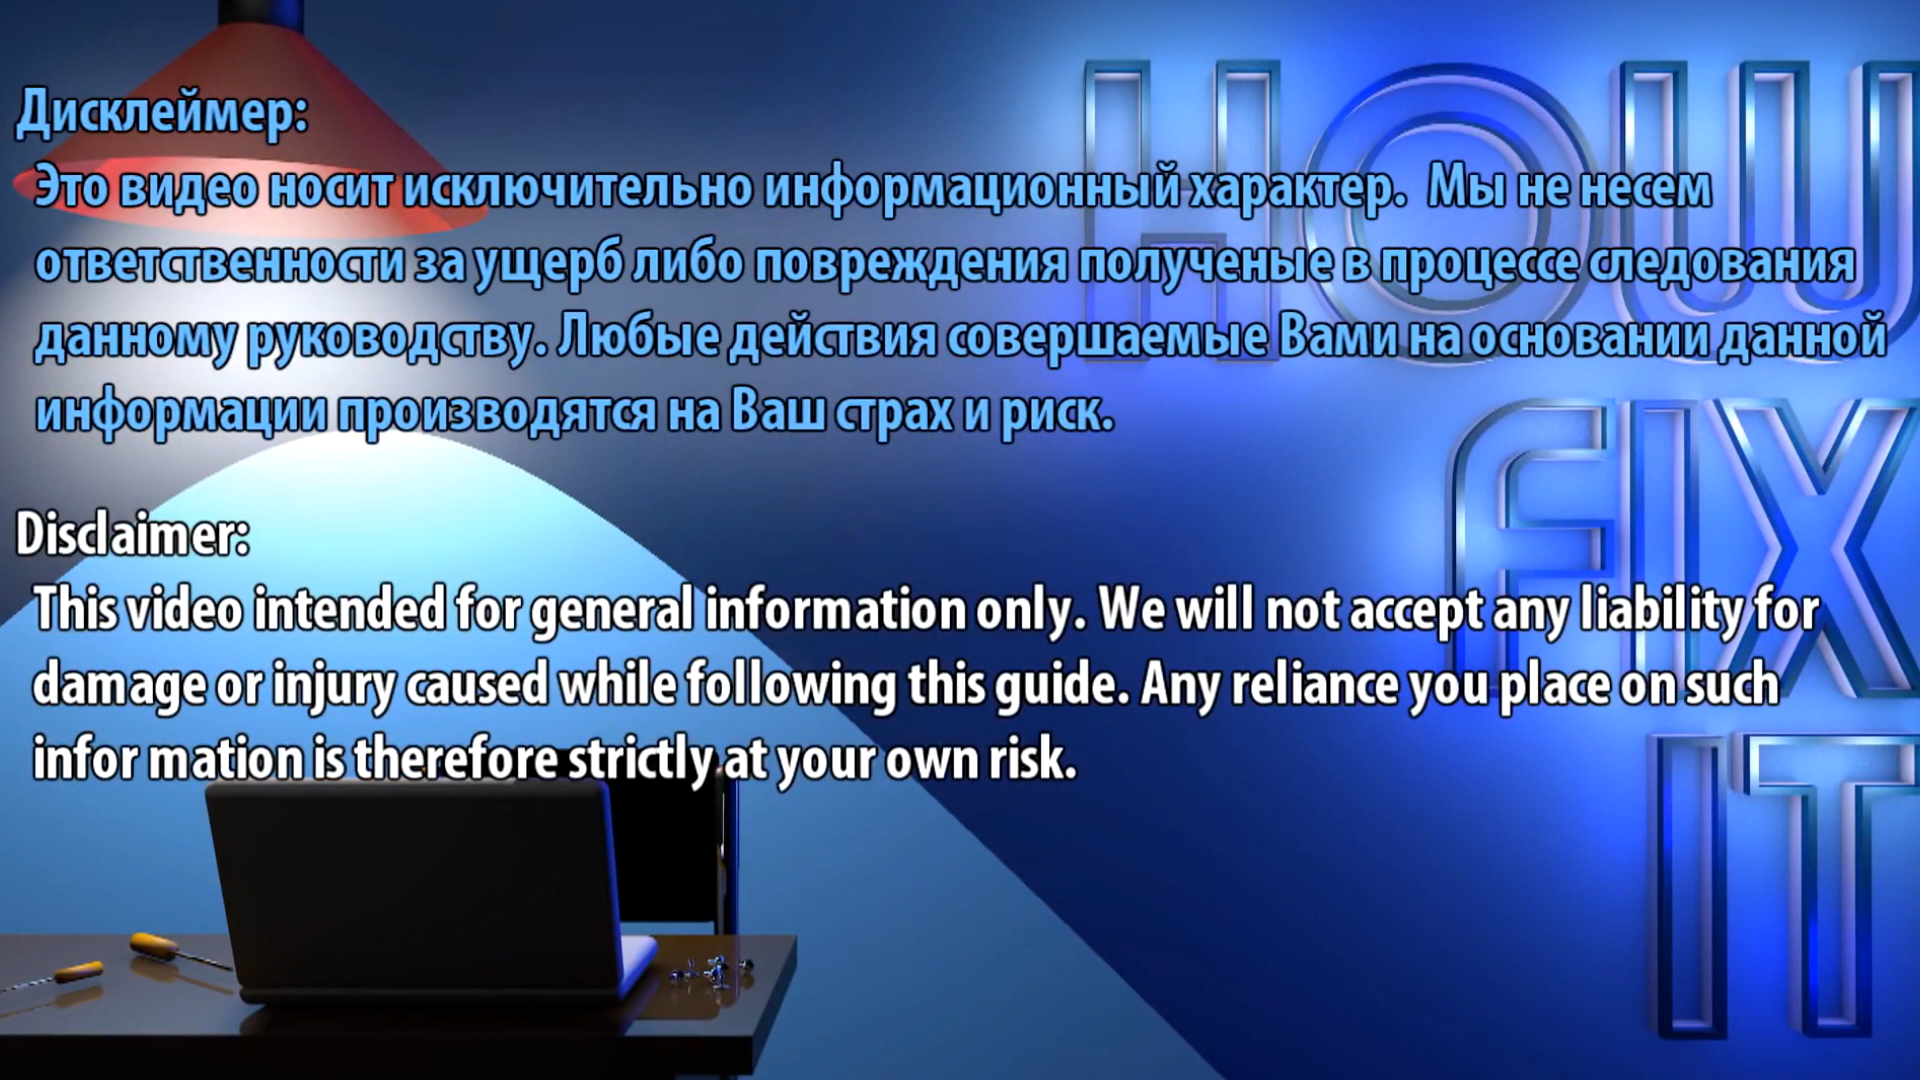 Дисклеймер:
Это видео носит исключительно информационный характер. Мы не несем
ответственности за ущерб либо повреждения полученые в процессе следования
данному руководству. Любые действия совершаемые Вами на основании данной
информации производятся на Ваш страх и риск.
Disclaimer:
This video intended for general information only. We will not accept any liability for
damage or injury caused while following this guide. Any reliance you place on such
infor mation is therefore strictly at your own risk.
HOW
FIX
IT